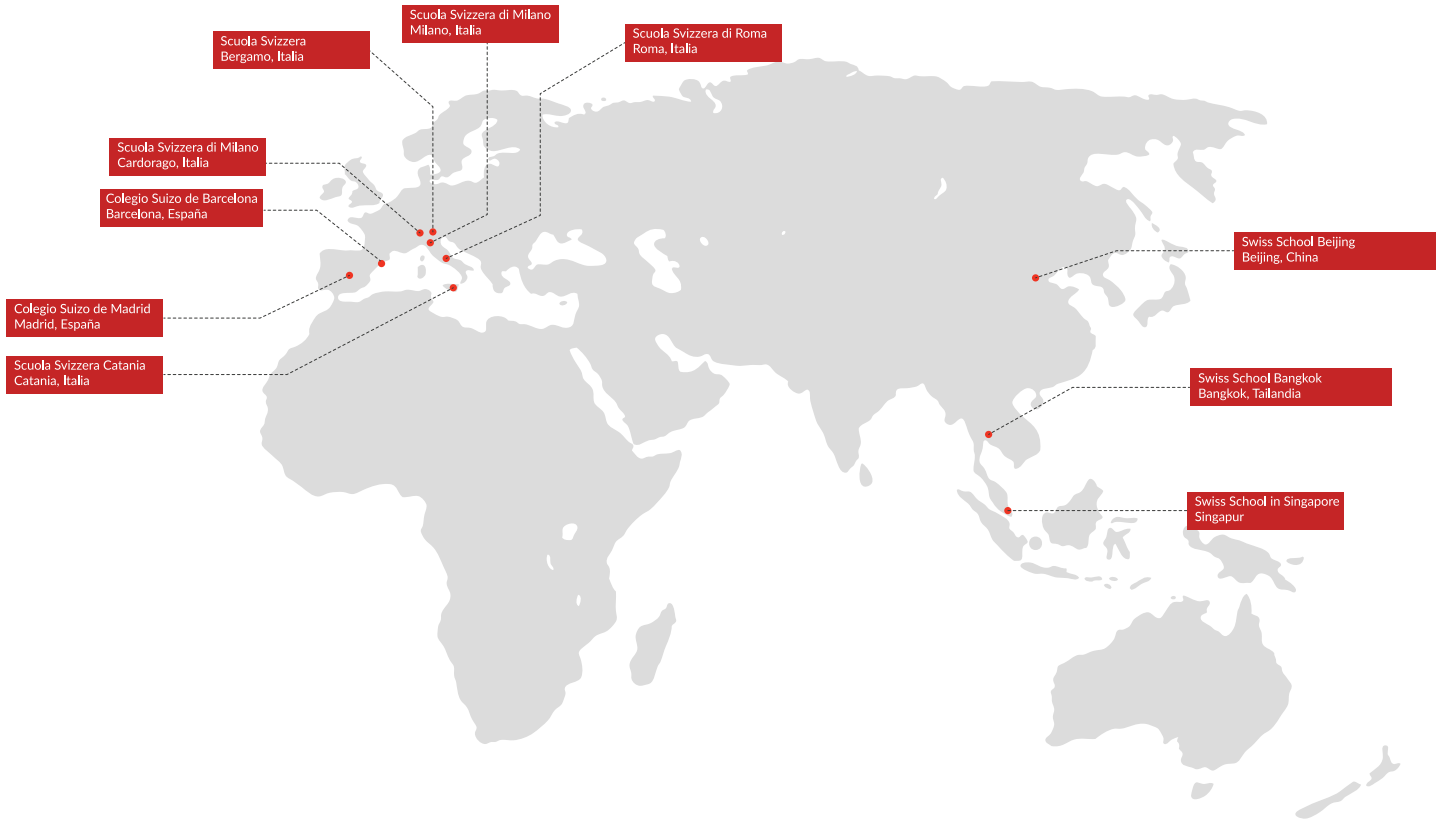 Scuola Svizzera di Milano
Milano, Italia
Scuola Svizzera di Roma
Roma, Italia
Scuola Svizzera
Bergamo, Italia
Scuola Svizzera di Milano
Cardorago, Italia
Colegio Suizo de Barcelona
Barcelona, España
Swiss School Beijing
Beijing, China
Colegio Suizo de Madrid
Madrid, España
Scuola Svizzera Catania
Catania, Italia
Swiss School Bangkok
Bangkok, Tailandia
Swiss School in Singapore
Singapur